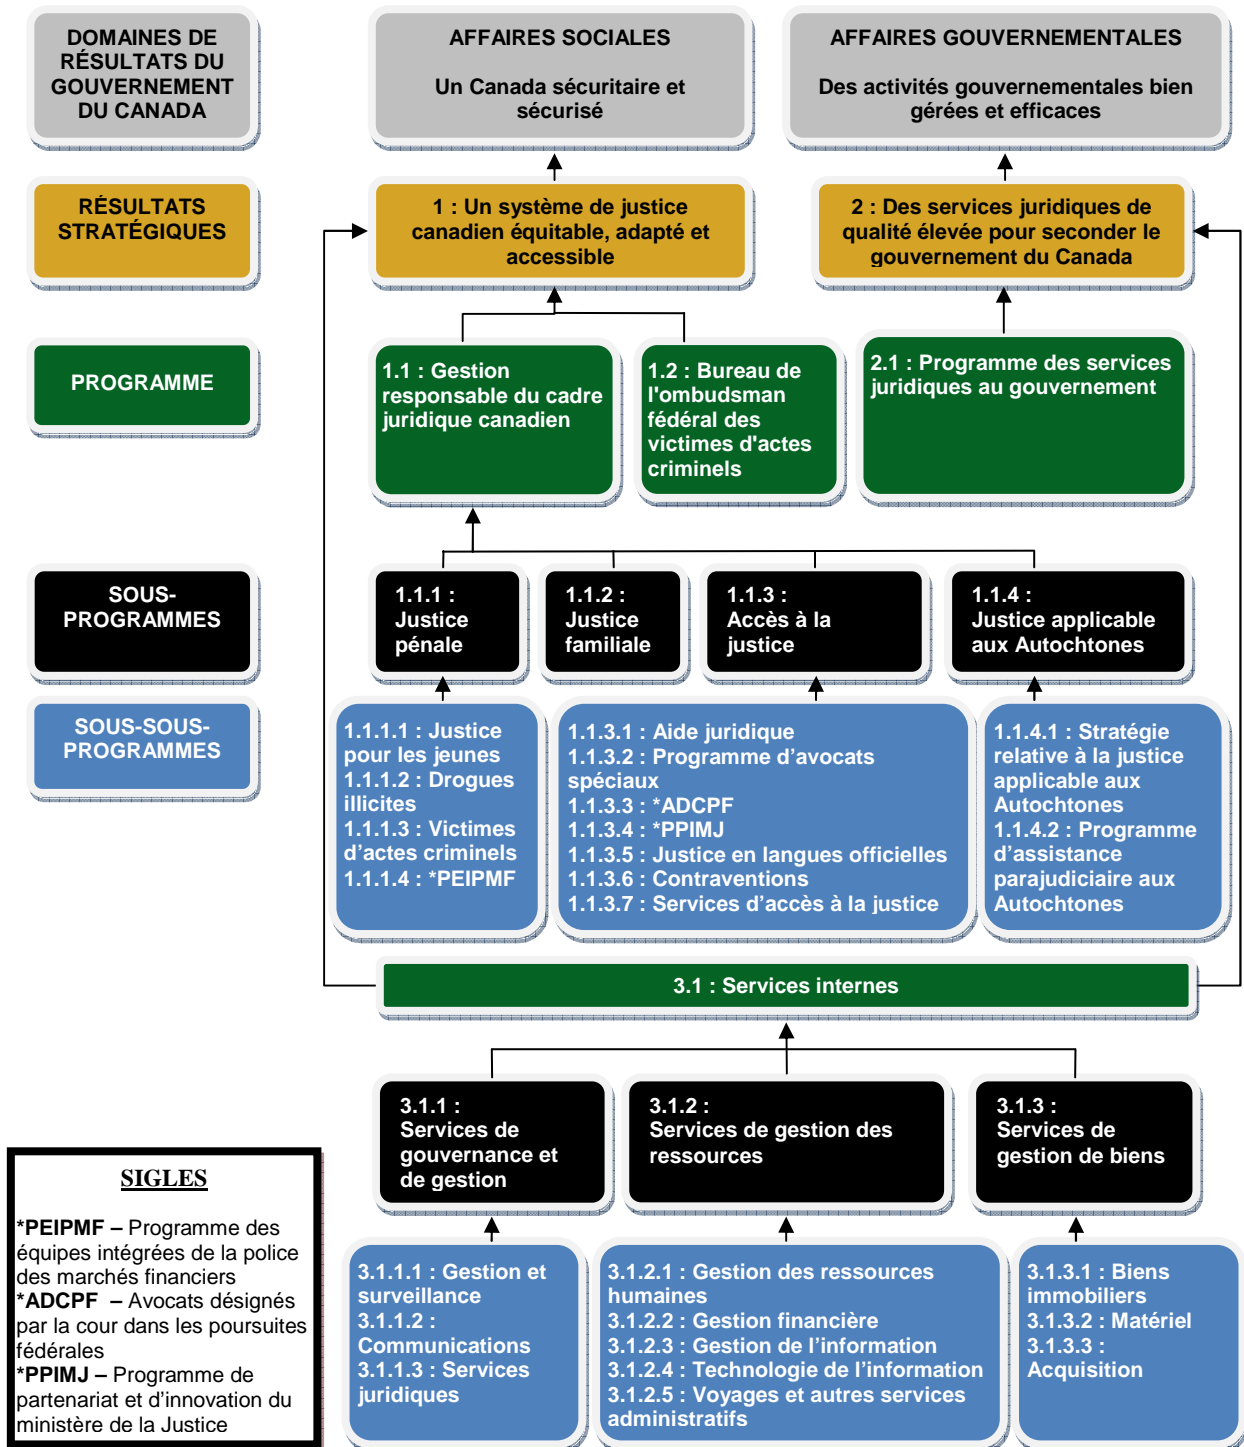 DOMAINES DE
RÉSULTATS DU
GOUVERNEMENT
DU CANADA
AFFAIRES SOCIALES
Un Canada sécuritaire et
sécurisé
AFFAIRES GOUVERNEMENTALES
Des activités gouvernementales bien
gérées et efficaces
RÉSULTATS
STRATÉGIQUES
1 : Un système de justice
canadien équitable, adapté et
accessible
2 : Des services juridiques de
qualité élevée pour seconder le
gouvernement du Canada
PROGRAMME
1.1 : Gestion
responsable du cadre
juridique canadien
1.2 : Bureau de
l'ombudsman
fédéral des
victimes d'actes
criminels
2.1 : Programme des services
juridiques au gouvernement
SOUS-
PROGRAMMES
1.1.1 :
Justice
pénale
1.1.2 :
Justice
familiale
1.1.3 :
Accès à la
justice
1.1.4 :
Justice applicable
aux Autochtones
SOUS-SOUS-
PROGRAMMES
1.1.1.1 : Justice
pour les jeunes
1.1.1.2 : Drogues
illicites
1.1.1.3 : Victimes
d’actes criminels
1.1.1.4 : *PEIPMF
1.1.3.1 : Aide juridique
1.1.3.2 : Programme d’avocats
spéciaux
1.1.3.3 : *ADCPF
1.1.3.4 : *PPIMJ
1.1.3.5 : Justice en langues officielles
1.1.3.6 : Contraventions
1.1.3.7 : Services d’accès à la justice
1.1.4.1 : Stratégie
relative à la justice
applicable aux
Autochtones
1.1.4.2 : Programme
d’assistance
parajudiciaire aux
Autochtones
3.1 : Services internes
3.1.1 :
Services de
gouvernance et
de gestion
3.1.2 :
Services de gestion des
ressources
3.1.3 :
Services de
gestion de biens
SIGLES
*PEIPMF – Programme des
équipes intégrées de la police
des marchés financiers
*ADCPF – Avocats désignés
par la cour dans les poursuites
fédérales
*PPIMJ – Programme de
partenariat et d’innovation du
ministère de la Justice
3.1.1.1 : Gestion et
surveillance
3.1.1.2 :
Communications
3.1.1.3 : Services
juridiques
3.1.2.1 : Gestion des ressources
humaines
3.1.2.2 : Gestion financière
3.1.2.3 : Gestion de l’information
3.1.2.4 : Technologie de l’information
3.1.2.5 : Voyages et autres services
administratifs
3.1.3.1 : Biens
immobiliers
3.1.3.2 : Matériel
3.1.3.3 :
Acquisition